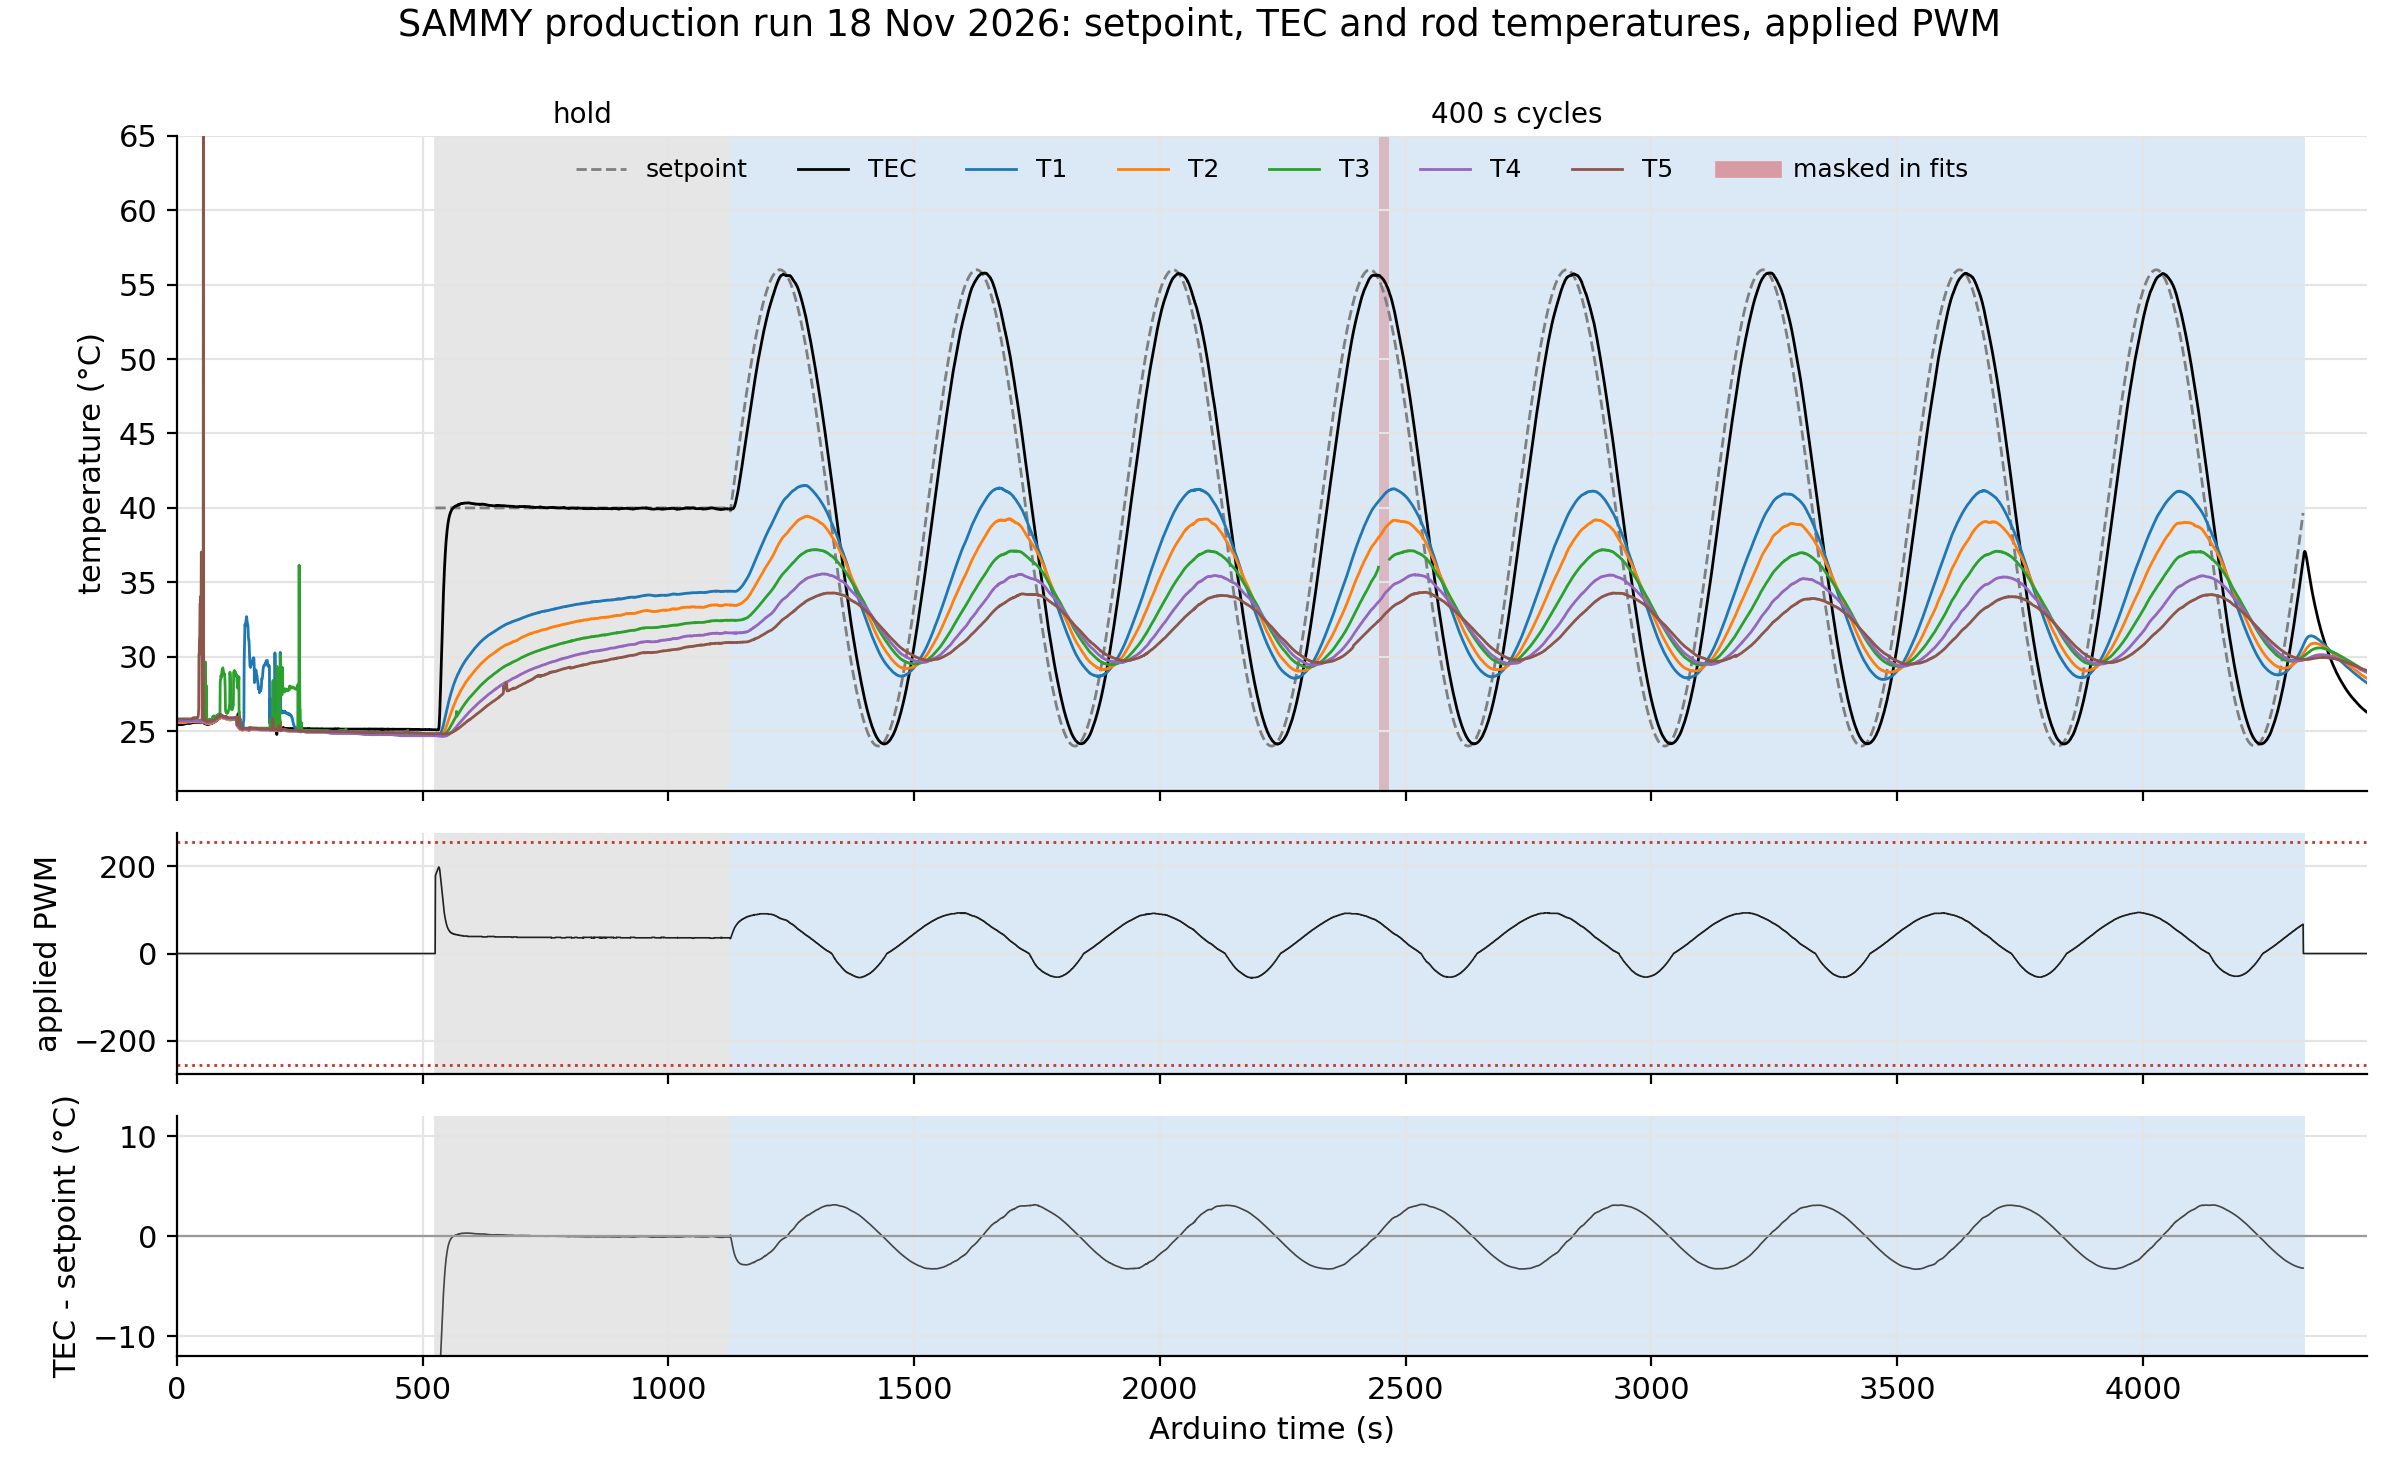 SAMMY production run 18 Nov 2026: setpoint, TEC and rod temperatures, applied PWM
hold
400 s cycles
setpoint
TEC
T1
T2
T3
T4
T5
masked in fits
temperature (°C)
65
60
55
50
45
40
35
30
25
applied PWM
200
0
−200
TEC - setpoint (°C)
10
0
−10
0
500
1000
1500
2000
2500
3000
3500
4000
Arduino time (s)